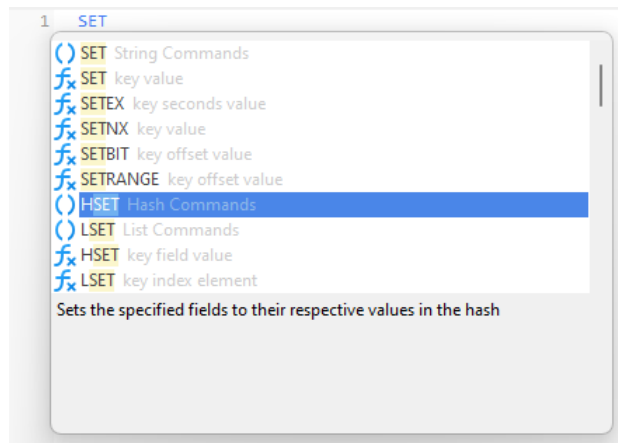 1 SET
SET String Commands
SET key value
SETEX key seconds value
SETNX key value
SETBIT key offset value
SETRANGE key offset value
HSET Hash Commands
LSET List Commands
HSET key field value
LSET key index element
Sets the specified fields to their respective values in the hash